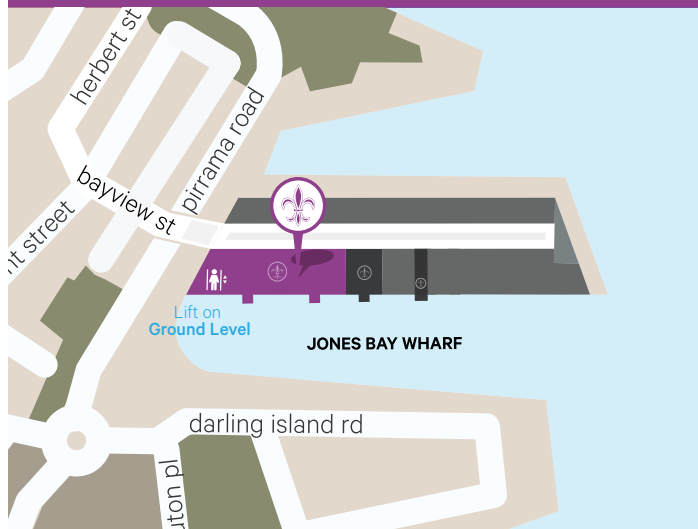 herbert st
pirrama road
bayview st
street
Lift on
Ground Level
JONES BAY WHARF
darling island rd
pl